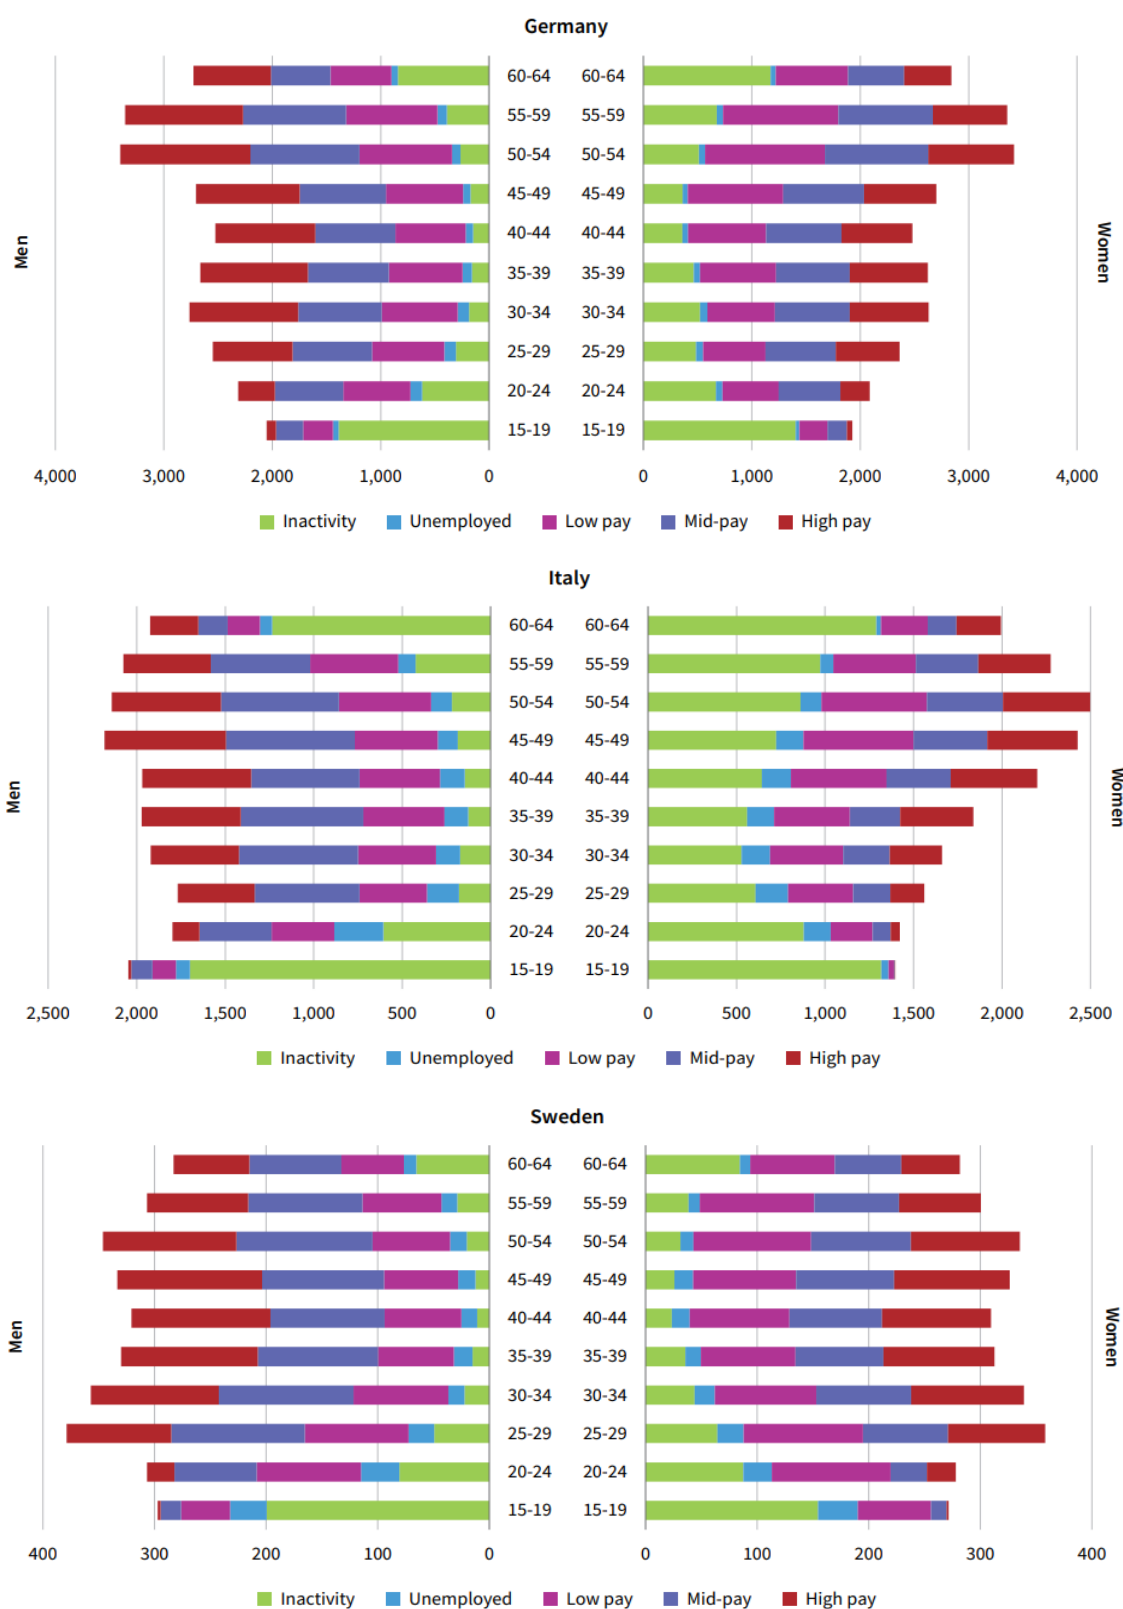 Germany
60-64 60-64
55-59 55-59
50-54 50-54
45-49 45-49
Men 40-44 40-44 Women
35-39 35-39
30-34 30-34
25-29 25-29
20-24 20-24
15-19 15-19
4,000 3,000 2,000 1,000 0 0 1,000 2,000 3,000 4,000
Inactivity Unemployed Low pay Mid-pay High pay
Italy
60-64 60-64
55-59 55-59
50-54 50-54
45-49 45-49
Men 40-44 40-44 Women
35-39 35-39
30-34 30-34
25-29 25-29
20-24 20-24
15-19 15-19
2,500 2,000 1,500 1,000 500 0 0 500 1,000 1,500 2,000 2,500
Inactivity Unemployed Low pay Mid-pay High pay
Sweden
60-64 60-64
55-59 55-59
50-54 50-54
45-49 45-49
Men 40-44 40-44 Women
35-39 35-39
30-34 30-34
25-29 25-29
20-24 20-24
15-19 15-19
400 300 200 100 0 0 100 200 300 400
Inactivity Unemployed Low pay Mid-pay High pay